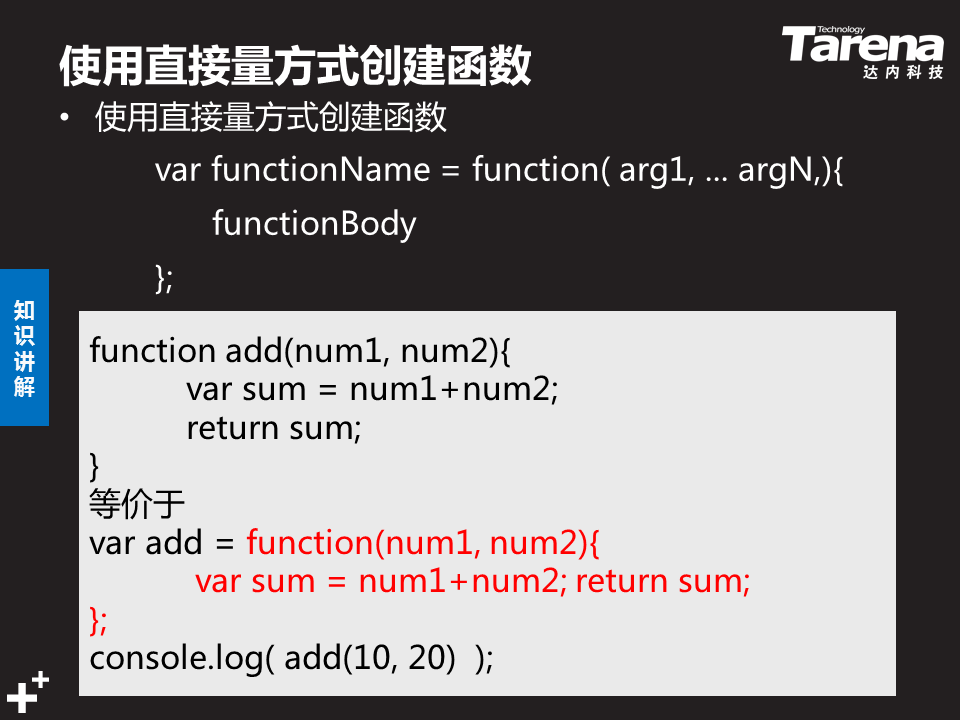 使用直接量方式创建函数
Technology
Tarena
达内科技
• 使用直接量方式创建函数
var functionName = function( arg1, … argN,){
functionBody
};
知识讲解
function add(num1, num2){
var sum = num1+num2;
return sum;
}
等价于
var add = function(num1, num2){
var sum = num1+num2; return sum;
};
console.log( add(10, 20)  );